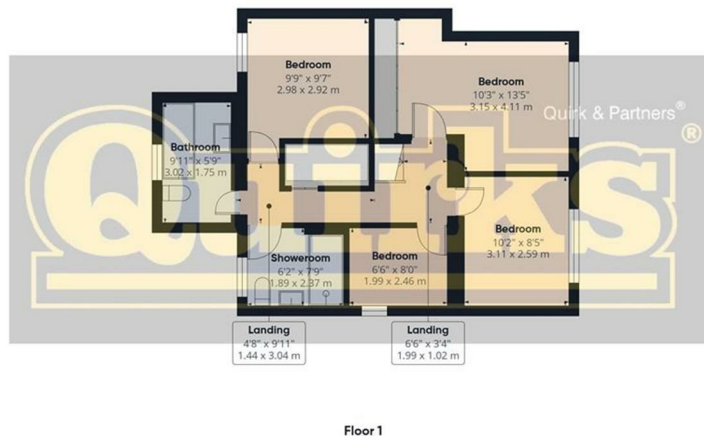 Bedroom
9'9" x 9'7"
2.98 x 2.92 m
Bedroom
10'3" x 13'5"
3.15 x 4.11 m
Quirk & Partners®
®
Quirks
Bathroom
9'11" x 5'9"
3.02 x 1.75 m
Bedroom
10'2" x 8'5"
3.11 x 2.59 m
Showeroom
6'2" x 7'9"
1.89 x 2.37 m
Bedroom
6'6" x 8'0"
1.99 x 2.46 m
Landing
4'8" x 9'11"
1.44 x 3.04 m
Landing
6'6" x 3'4"
1.99 x 1.02 m
Floor 1